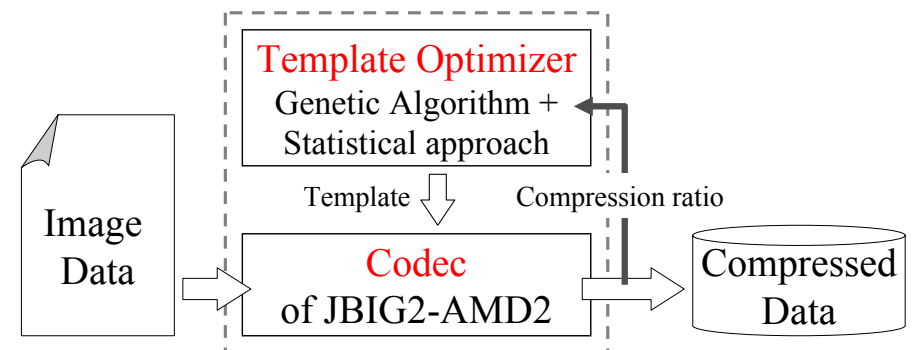 Template Optimizer
Genetic Algorithm +
Statistical approach
Template
Compression ratio
Image
Data
Codec
of JBIG2-AMD2
Compressed
Data